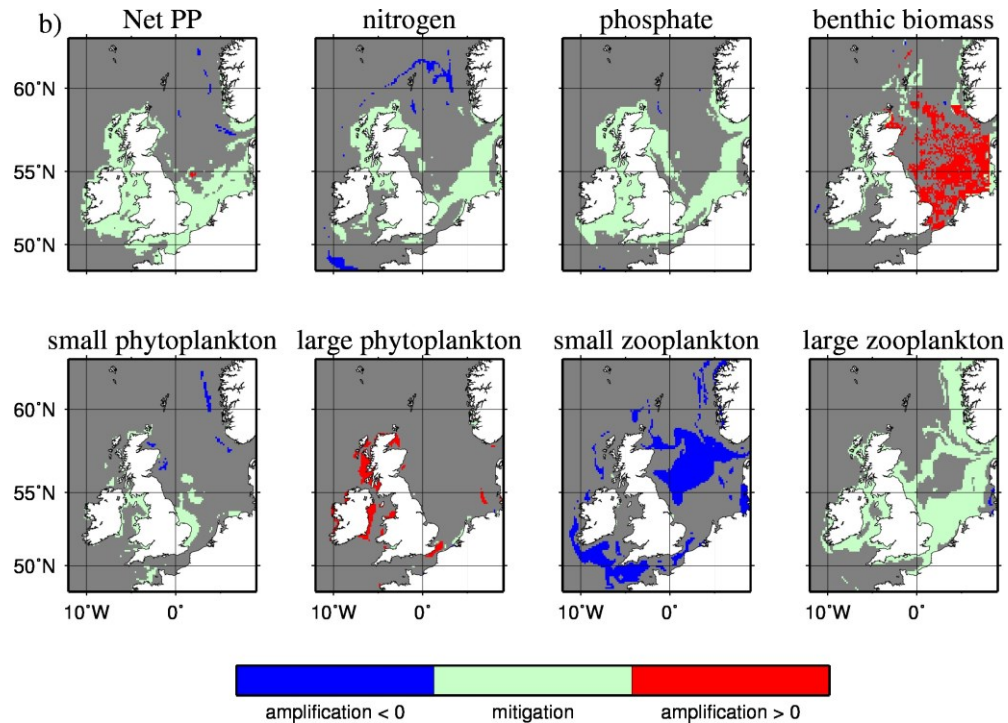 b)
Net PP nitrogen phosphate benthic biomass
60°N
55°N
50°N
small phytoplankton large phytoplankton small zooplankton large zooplankton
60°N
55°N
50°N
10°W 0° 10°W 0° 10°W 0° 10°W 0°
amplification < 0 mitigation amplification > 0